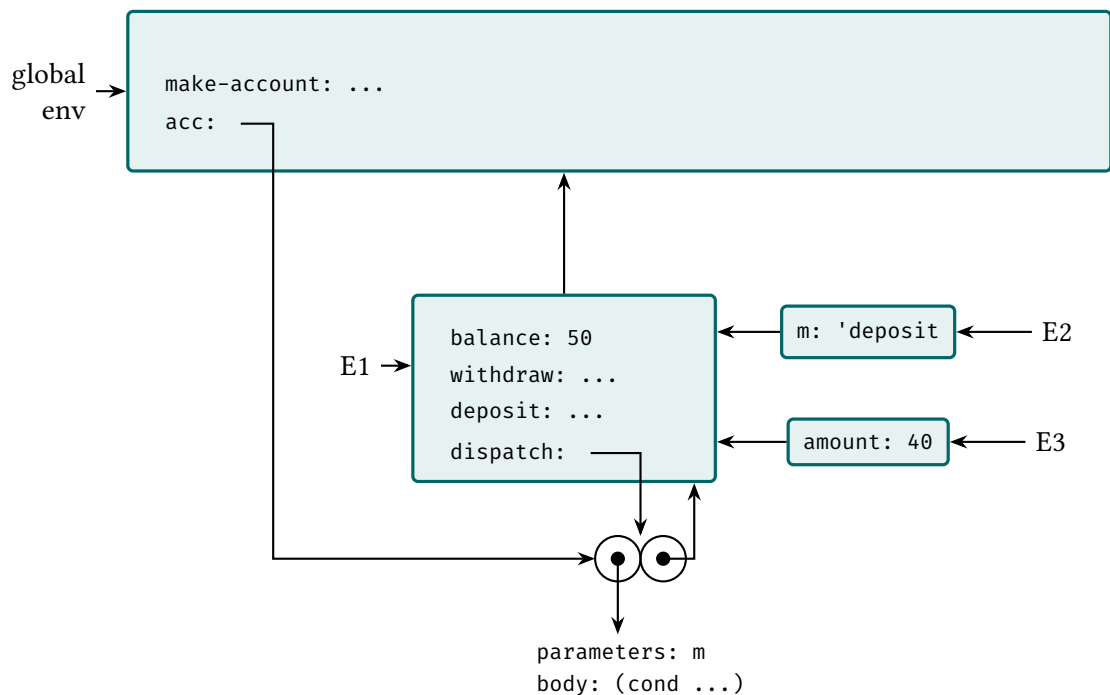 global
env
make-account: ...
acc:
E1
balance: 50
withdraw: ...
deposit: ...
dispatch:
m: 'deposit
E2
amount: 40
E3
parameters: m
body: (cond ...)